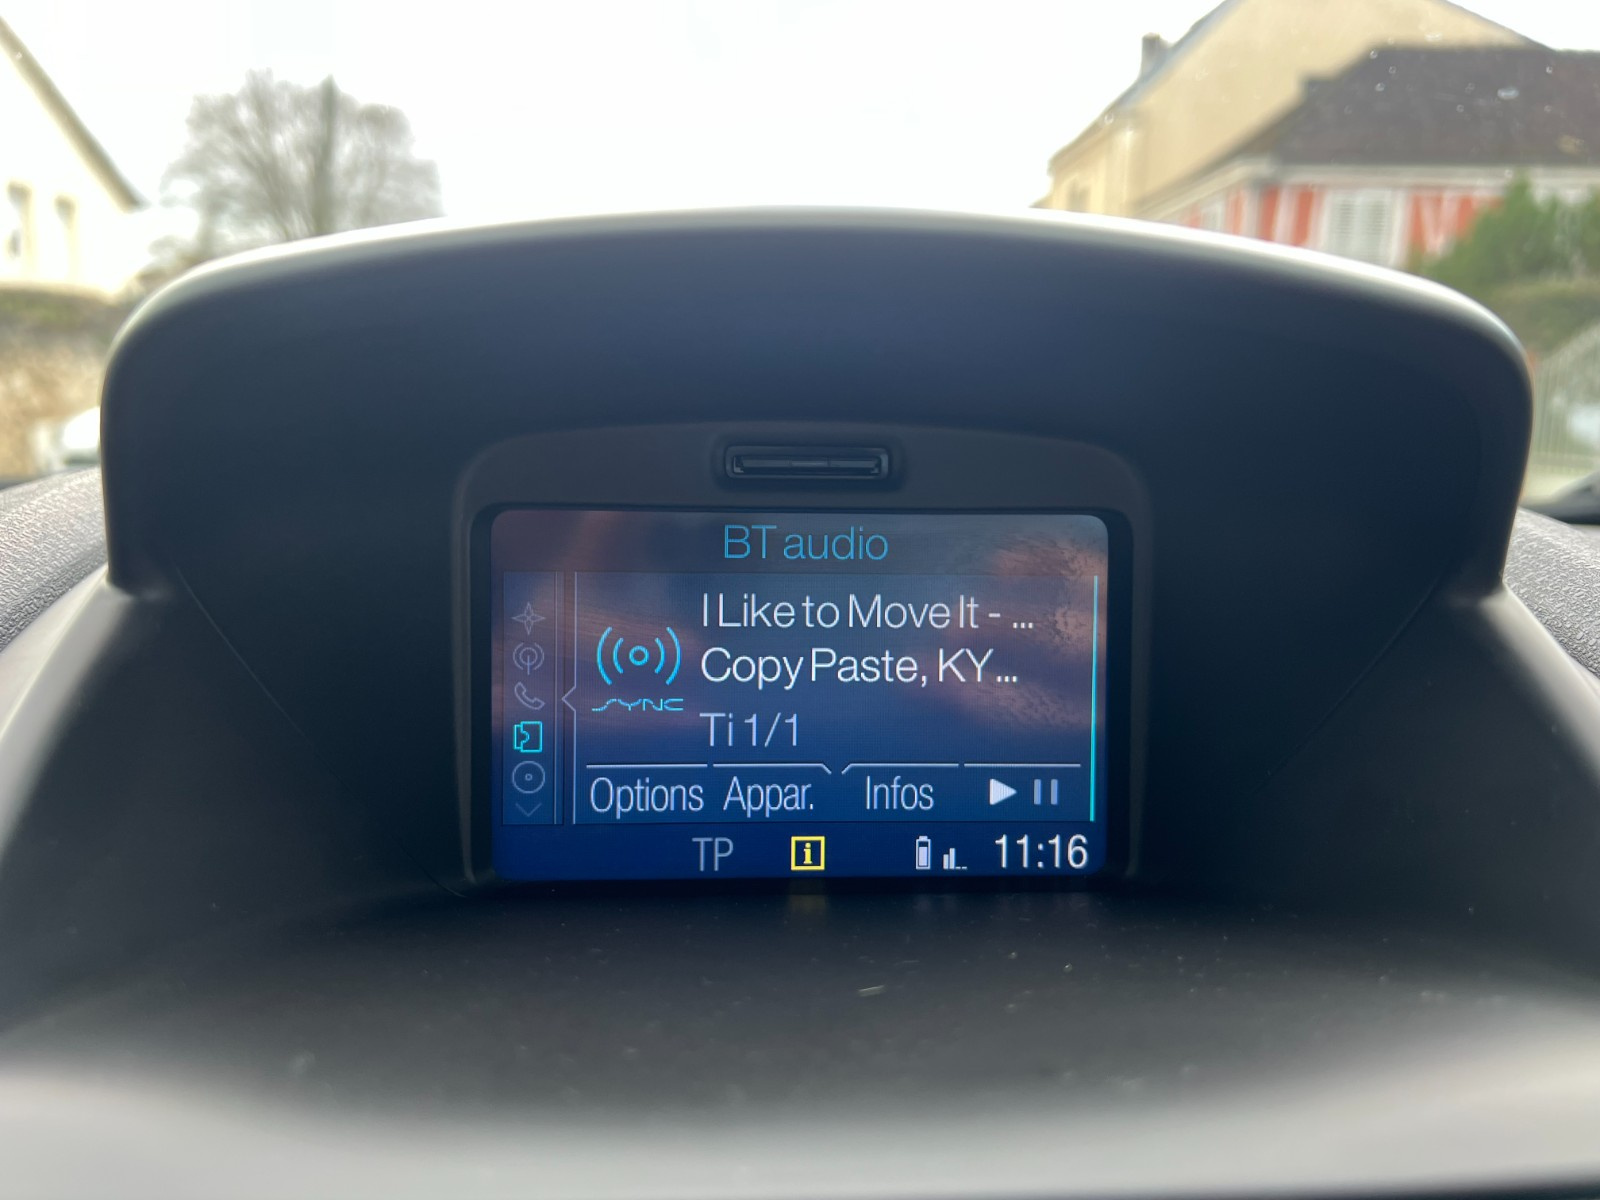 BT audio
I Like to Move It - ...
Copy Paste, KY...
SYNC
Ti 1/1
Options Appar. Infos
TP i 11:16